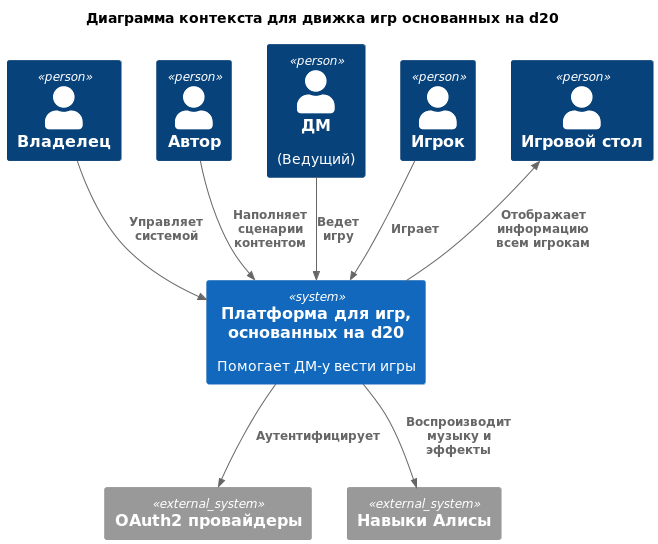 Диаграмма контекста для движка игр основанных на d20
«person»
Владелец
«person»
Автор
«person»
ДМ
(Ведущий)
«person»
Игрок
«person»
Игровой стол
Управляет
системой
Наполняет
сценарии
контентом
Ведет
игру
Играет
Отображает
информацию
всем игрокам
«system»
Платформа для игр,
основанных на d20
Помогает ДМ-у вести игры
Аутентифицирует
Воспроизводит
музыку и
эффекты
«external_system»
OAuth2 провайдеры
«external_system»
Навыки Алисы